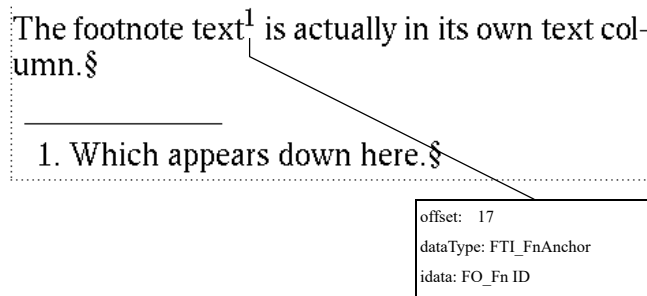 The footnote text1 is actually in its own text col-
umn.§
1. Which appears down here.§
offset: 17
dataType: FTI_FnAnchor
idata: FO_Fn ID